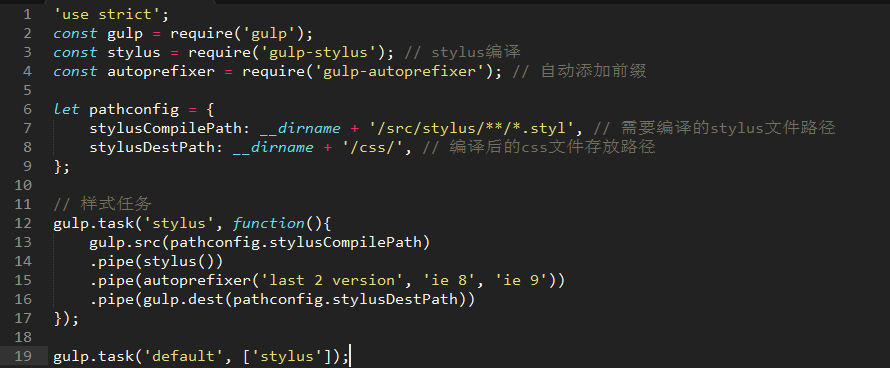 1 'use strict';
2 const gulp = require('gulp');
3 const stylus = require('gulp-stylus'); // stylus编译
4 const autoprefixer = require('gulp-autoprefixer'); // 自动添加前缀
5
6 let pathconfig = {
7     stylusCompilePath: __dirname + '/src/stylus/**/*.styl', // 需要编译的stylus文件路径
8     stylusDestPath: __dirname + '/css/', // 编译后的css文件存放路径
9 };
10
11 // 样式任务
12 gulp.task('stylus', function(){
13     gulp.src(pathconfig.stylusCompilePath)
14     .pipe(stylus())
15     .pipe(autoprefixer('last 2 version', 'ie 8', 'ie 9'))
16     .pipe(gulp.dest(pathconfig.stylusDestPath))
17 });
18
19 gulp.task('default', ['stylus']);